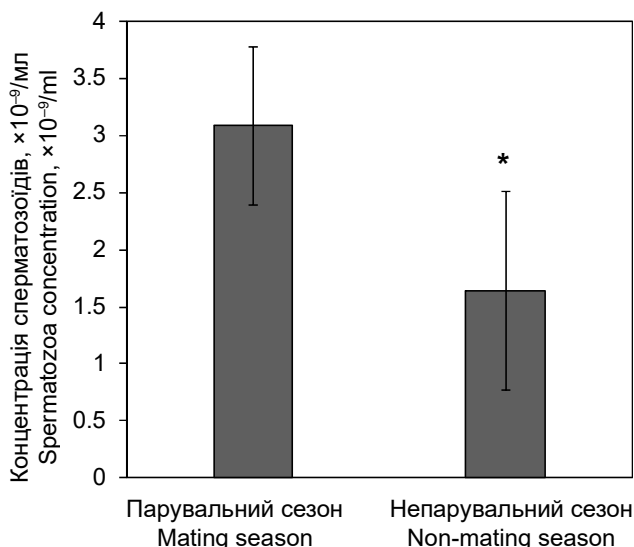 Концентрація сперматозоїдів, ×10⁻⁹/мл
Spermatozoa concentration, ×10⁻⁹/ml
4
3.5
3
2.5
2
1.5
1
0.5
0
*
Парувальний сезон
Mating season
Непарувальний сезон
Non-mating season